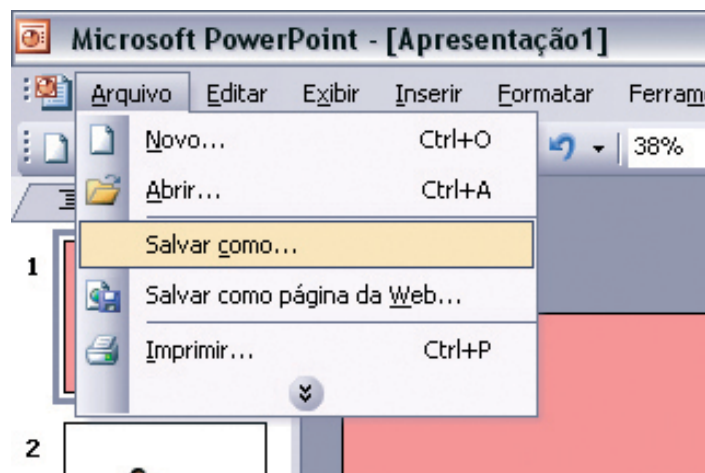 Microsoft PowerPoint - [Apresentação1]
Arquivo Editar Exibir Inserir Formatar
Novo... Ctrl+O
38%
Abrir... Ctrl+A
Salvar como...
1
Salvar como página da Web...
Imprimir... Ctrl+P
2